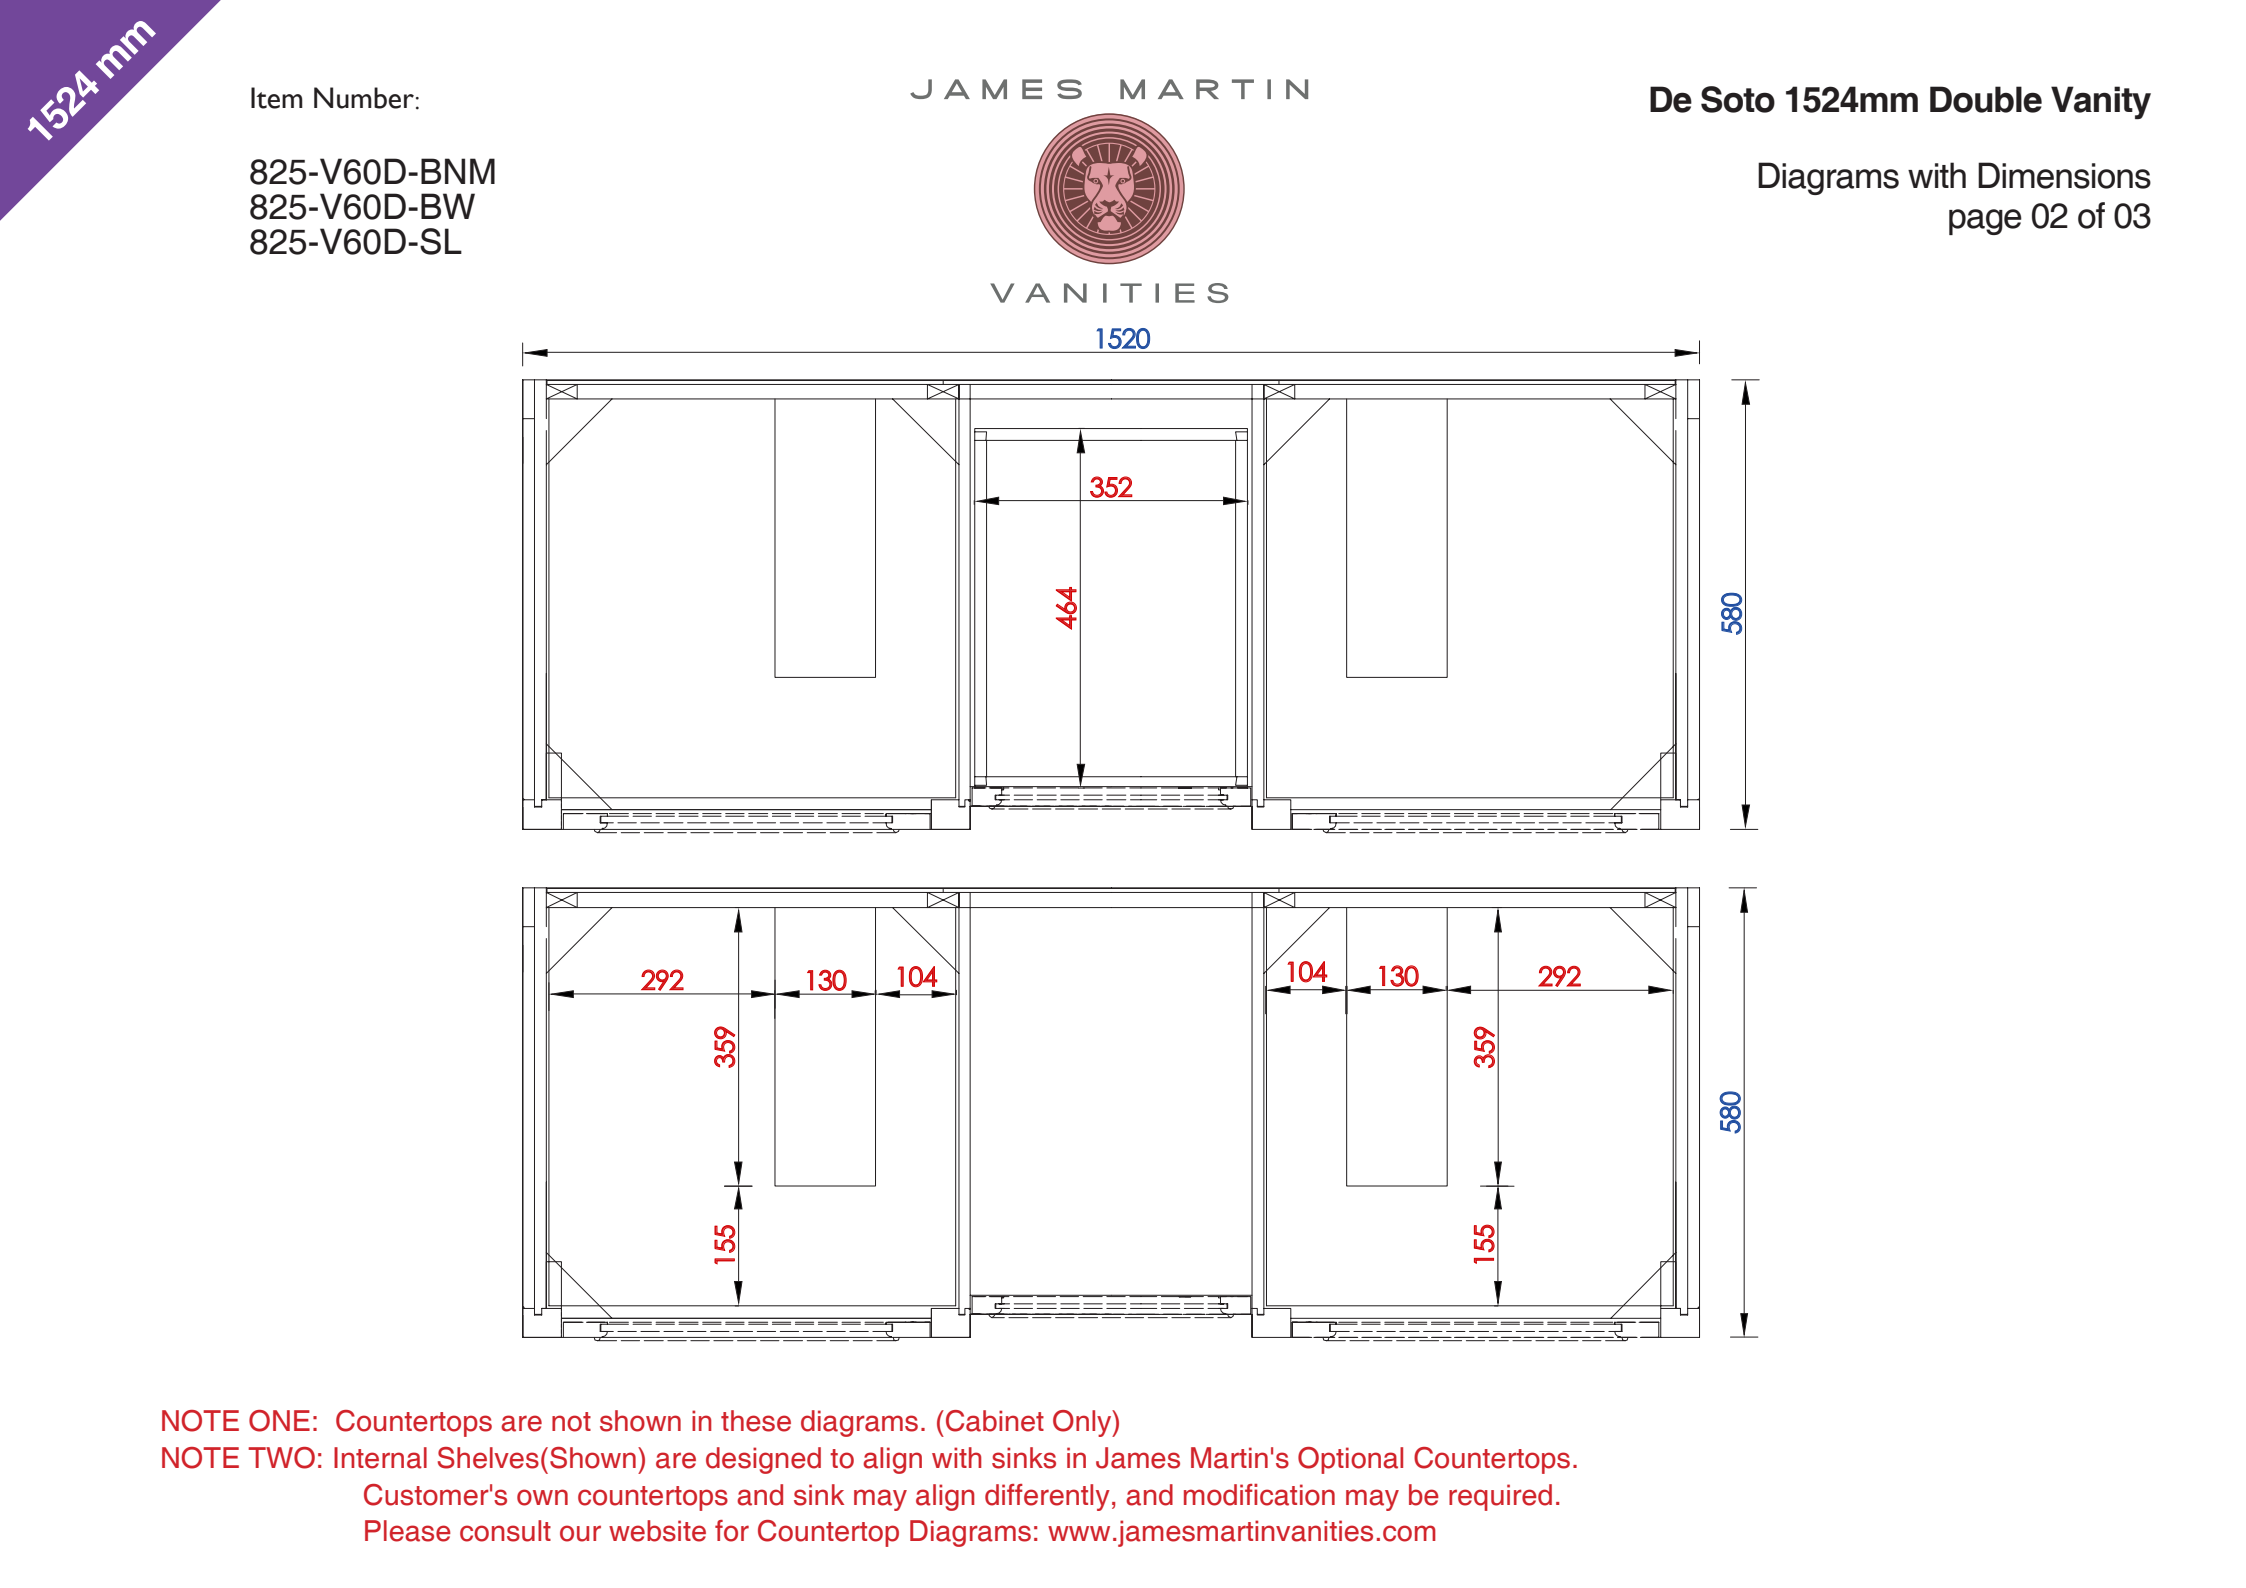 1524 mm
Item Number:
825-V60D-BNM
825-V60D-BW
825-V60D-SL
JAMES MARTIN
VANITIES
De Soto 1524mm Double Vanity
Diagrams with Dimensions
page 02 of 03
1520
352
464
580
292
130
104
104
130
292
359
359
580
155
155
NOTE ONE: Countertops are not shown in these diagrams. (Cabinet Only)
NOTE TWO: Internal Shelves(Shown) are designed to align with sinks in James Martin's Optional Countertops.
Customer's own countertops and sink may align differently, and modification may be required.
Please consult our website for Countertop Diagrams: www.jamesmartinvanities.com